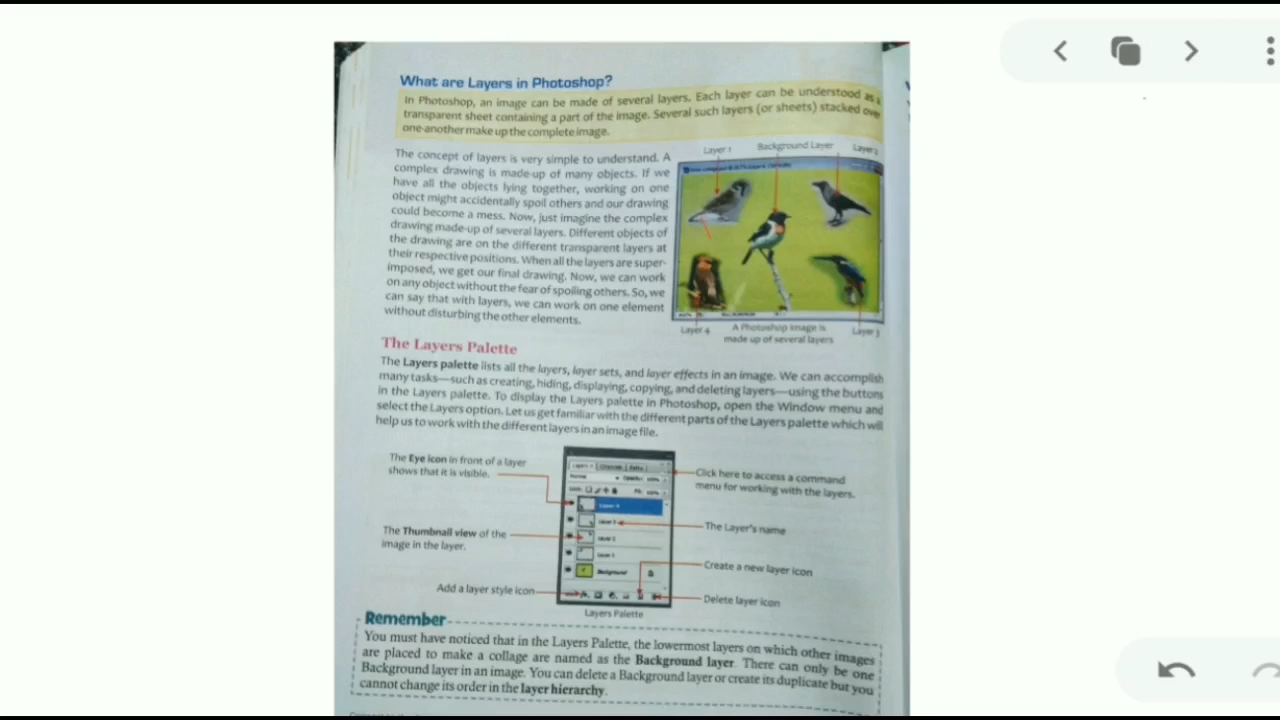 What are Layers in Photoshop?
In Photoshop, an image can be made of several layers. Each layer can be understood as a
transparent sheet containing a part of the image. Several such layers (or sheets) stacked over
one another make up the complete image.
The concept of layers is very simple to understand. A
complex drawing is made-up of many objects. If we
have all the objects lying together, working on one
object might accidentally spoil others and our drawing
could become a mess. Now, just imagine the complex
drawing made-up of several layers. Different objects of
the drawing are on the different transparent layers at
their respective positions. When all the layers are super-
imposed, we get our final drawing. Now, we can work
on any object without the fear of spoiling others. So, we
can say that with layers, we can work on one element
without disturbing the other elements.
Layer 1
Background Layer
Layer 2
Layer 4
A Photoshop image is
made up of several layers
Layer 3
The Layers Palette
The Layers palette lists all the layers, layer sets, and layer effects in an image. We can accomplish
many tasks—such as creating, hiding, displaying, copying, and deleting layers—using the buttons
in the Layers palette. To display the Layers palette in Photoshop, open the Window menu and
select the Layers option. Let us get familiar with the different parts of the Layers palette which will
help us to work with the different layers in an image file.
The Eye icon in front of a layer
shows that it is visible.
Click here to access a command
menu for working with the layers.
The Thumbnail view of the
image in the layer.
The Layer's name
Create a new layer icon
Add a layer style icon
Delete layer icon
Background
Layers Palette
Remember
You must have noticed that in the Layers Palette, the lowermost layers on which other images
are placed to make a collage are named as the Background layer. There can only be one
Background layer in an image. You can delete a Background layer or create its duplicate but you
cannot change its order in the layer hierarchy.